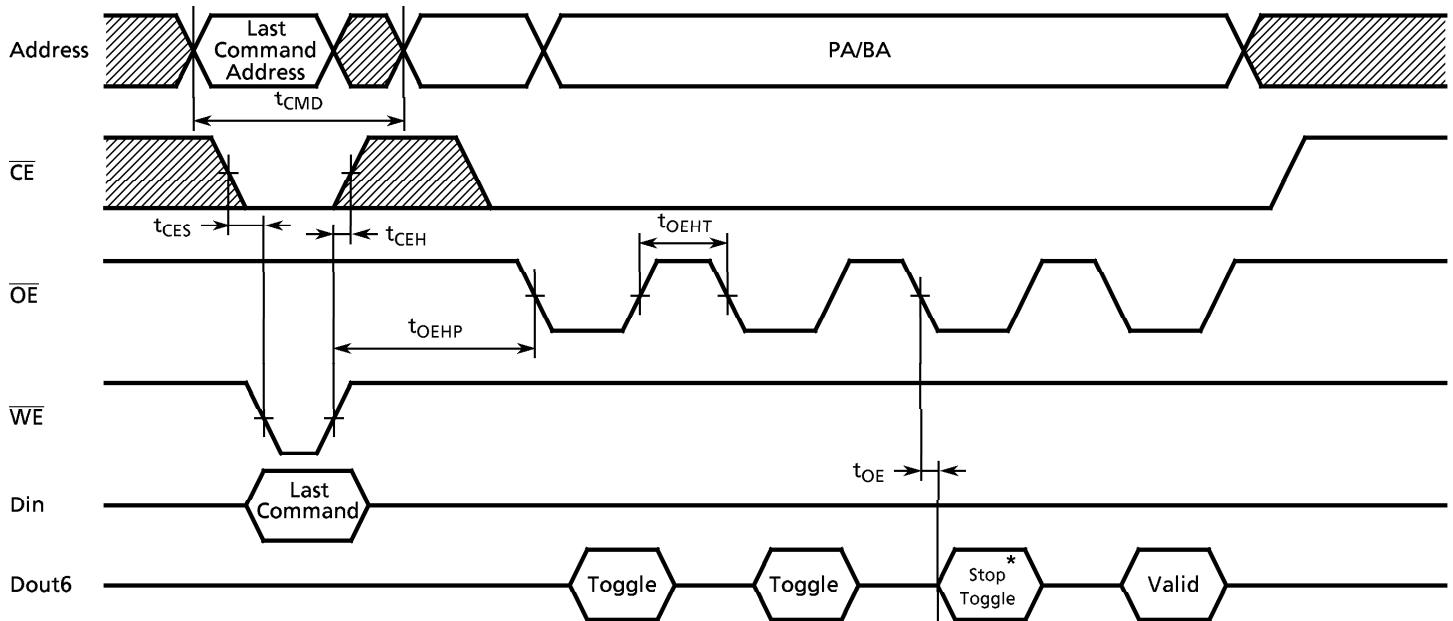 Address
Last
Command
Address
PA/BA
tCMD
CE
tCES
tCEH
tOEHT
OE
tOEHP
WE
tOE
Din
Last
Command
Dout6
Toggle
Toggle
Stop *
Toggle
Valid